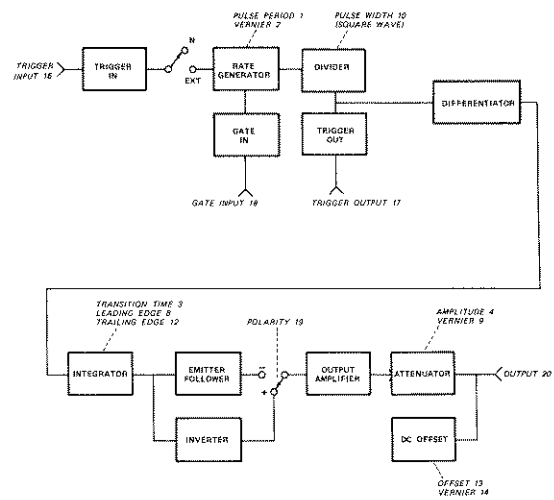 PULSE PERIOD 1
VERNIER 2
PULSE WIDTH 10
(SQUARE WAVE)
TRIGGER
INPUT 16
TRIGGER
IN
N
EXT
RATE
GENERATOR
DIVIDER
DIFFERENTIATOR
GATE
IN
TRIGGER
OUT
GATE INPUT 18
TRIGGER OUTPUT 17
TRANSITION TIME 3
LEADING EDGE 8
TRAILING EDGE 12
POLARITY 19
AMPLITUDE 4
VERNIER 9
INTEGRATOR
EMITTER
FOLLOWER
-
+
OUTPUT
AMPLIFIER
ATTENUATOR
OUTPUT 20
INVERTER
DC OFFSET
OFFSET 13
VERNIER 14